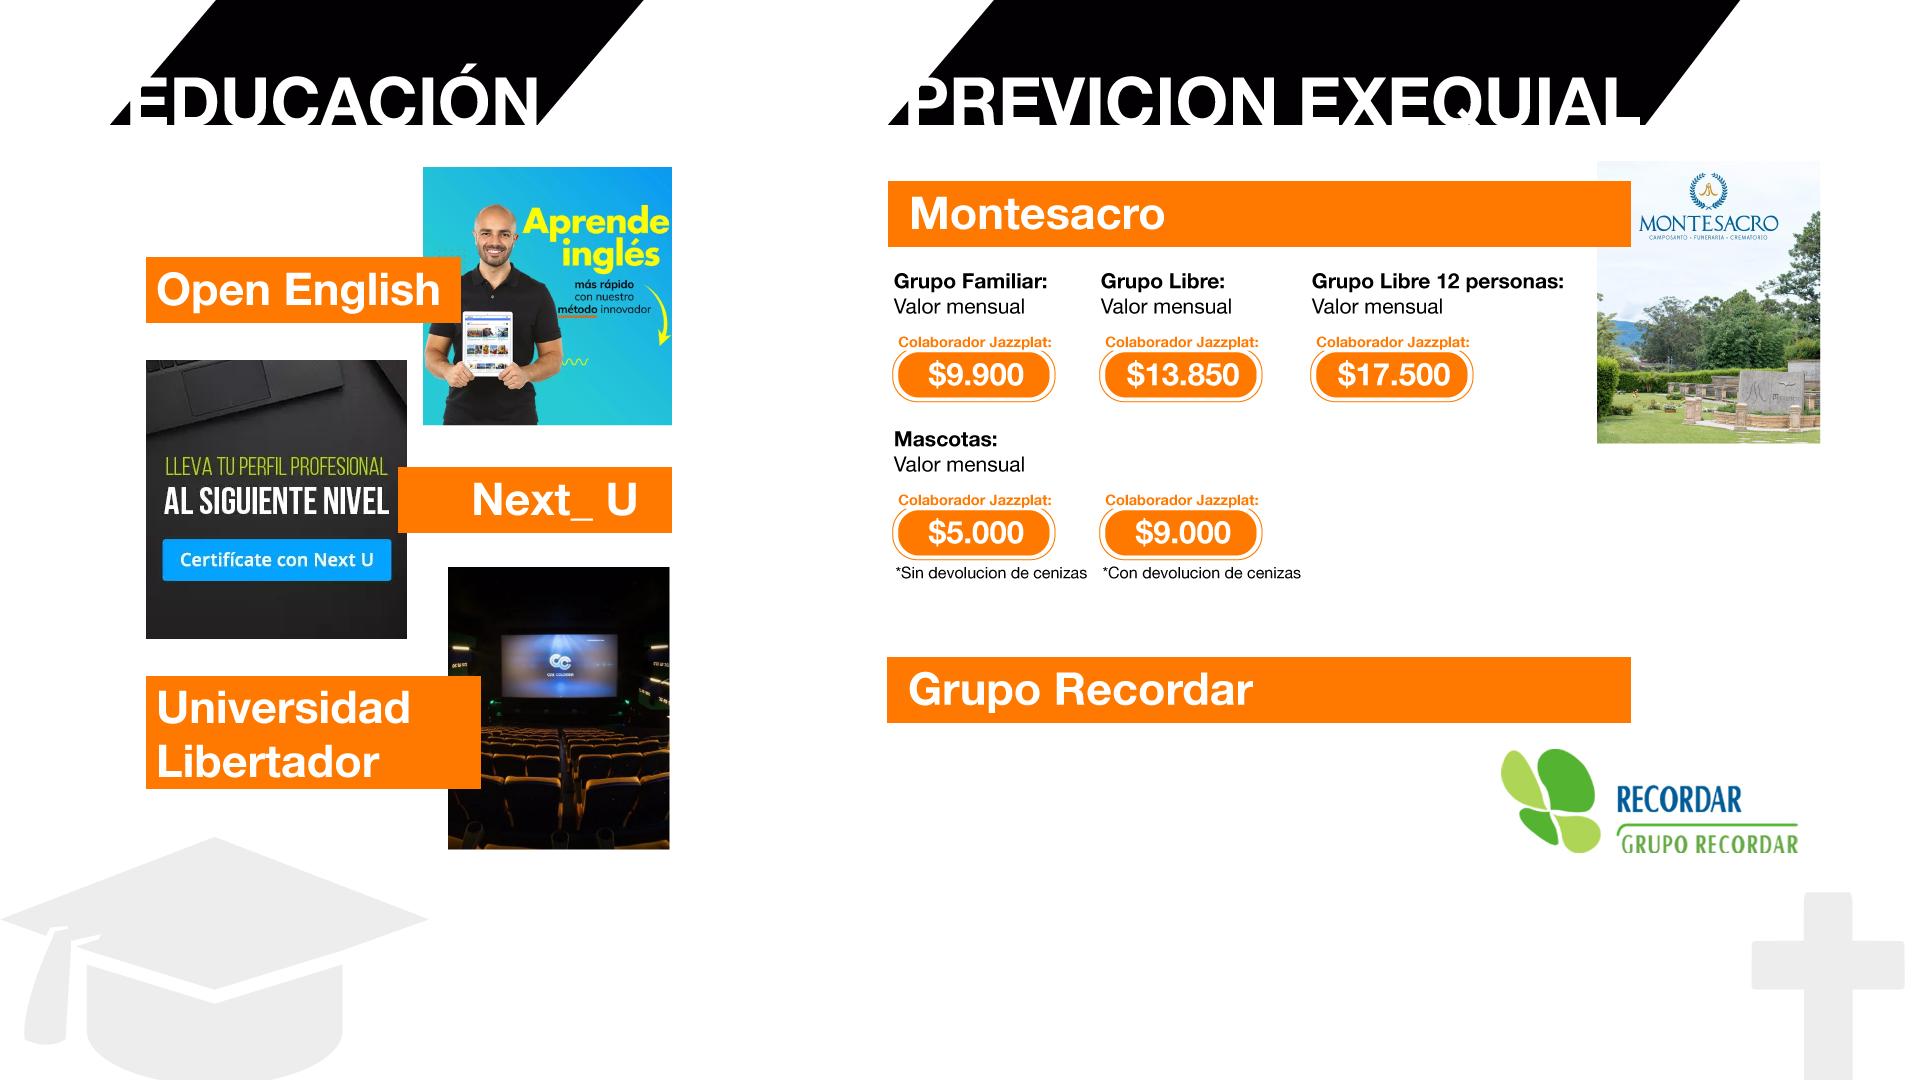 EDUCACIÓN
Aprende
inglés
más rápido
con nuestro
método innovador
Open English
LLEVA TU PERFIL PROFESIONAL
AL SIGUIENTE NIVEL
Certifícate con Next U
Next_ U
Universidad
Libertador
PREVICION EXEQUIAL
Montesacro
MONTESACRO
CAMPOSANTO • FUNERARIA • CREMATORIO
Grupo Familiar:
Valor mensual
Colaborador Jazzplat:
$9.900
Grupo Libre:
Valor mensual
Colaborador Jazzplat:
$13.850
Grupo Libre 12 personas:
Valor mensual
Colaborador Jazzplat:
$17.500
Mascotas:
Valor mensual
Colaborador Jazzplat:
$5.000
*Sin devolucion de cenizas
Colaborador Jazzplat:
$9.000
*Con devolucion de cenizas
Grupo Recordar
RECORDAR
GRUPO RECORDAR